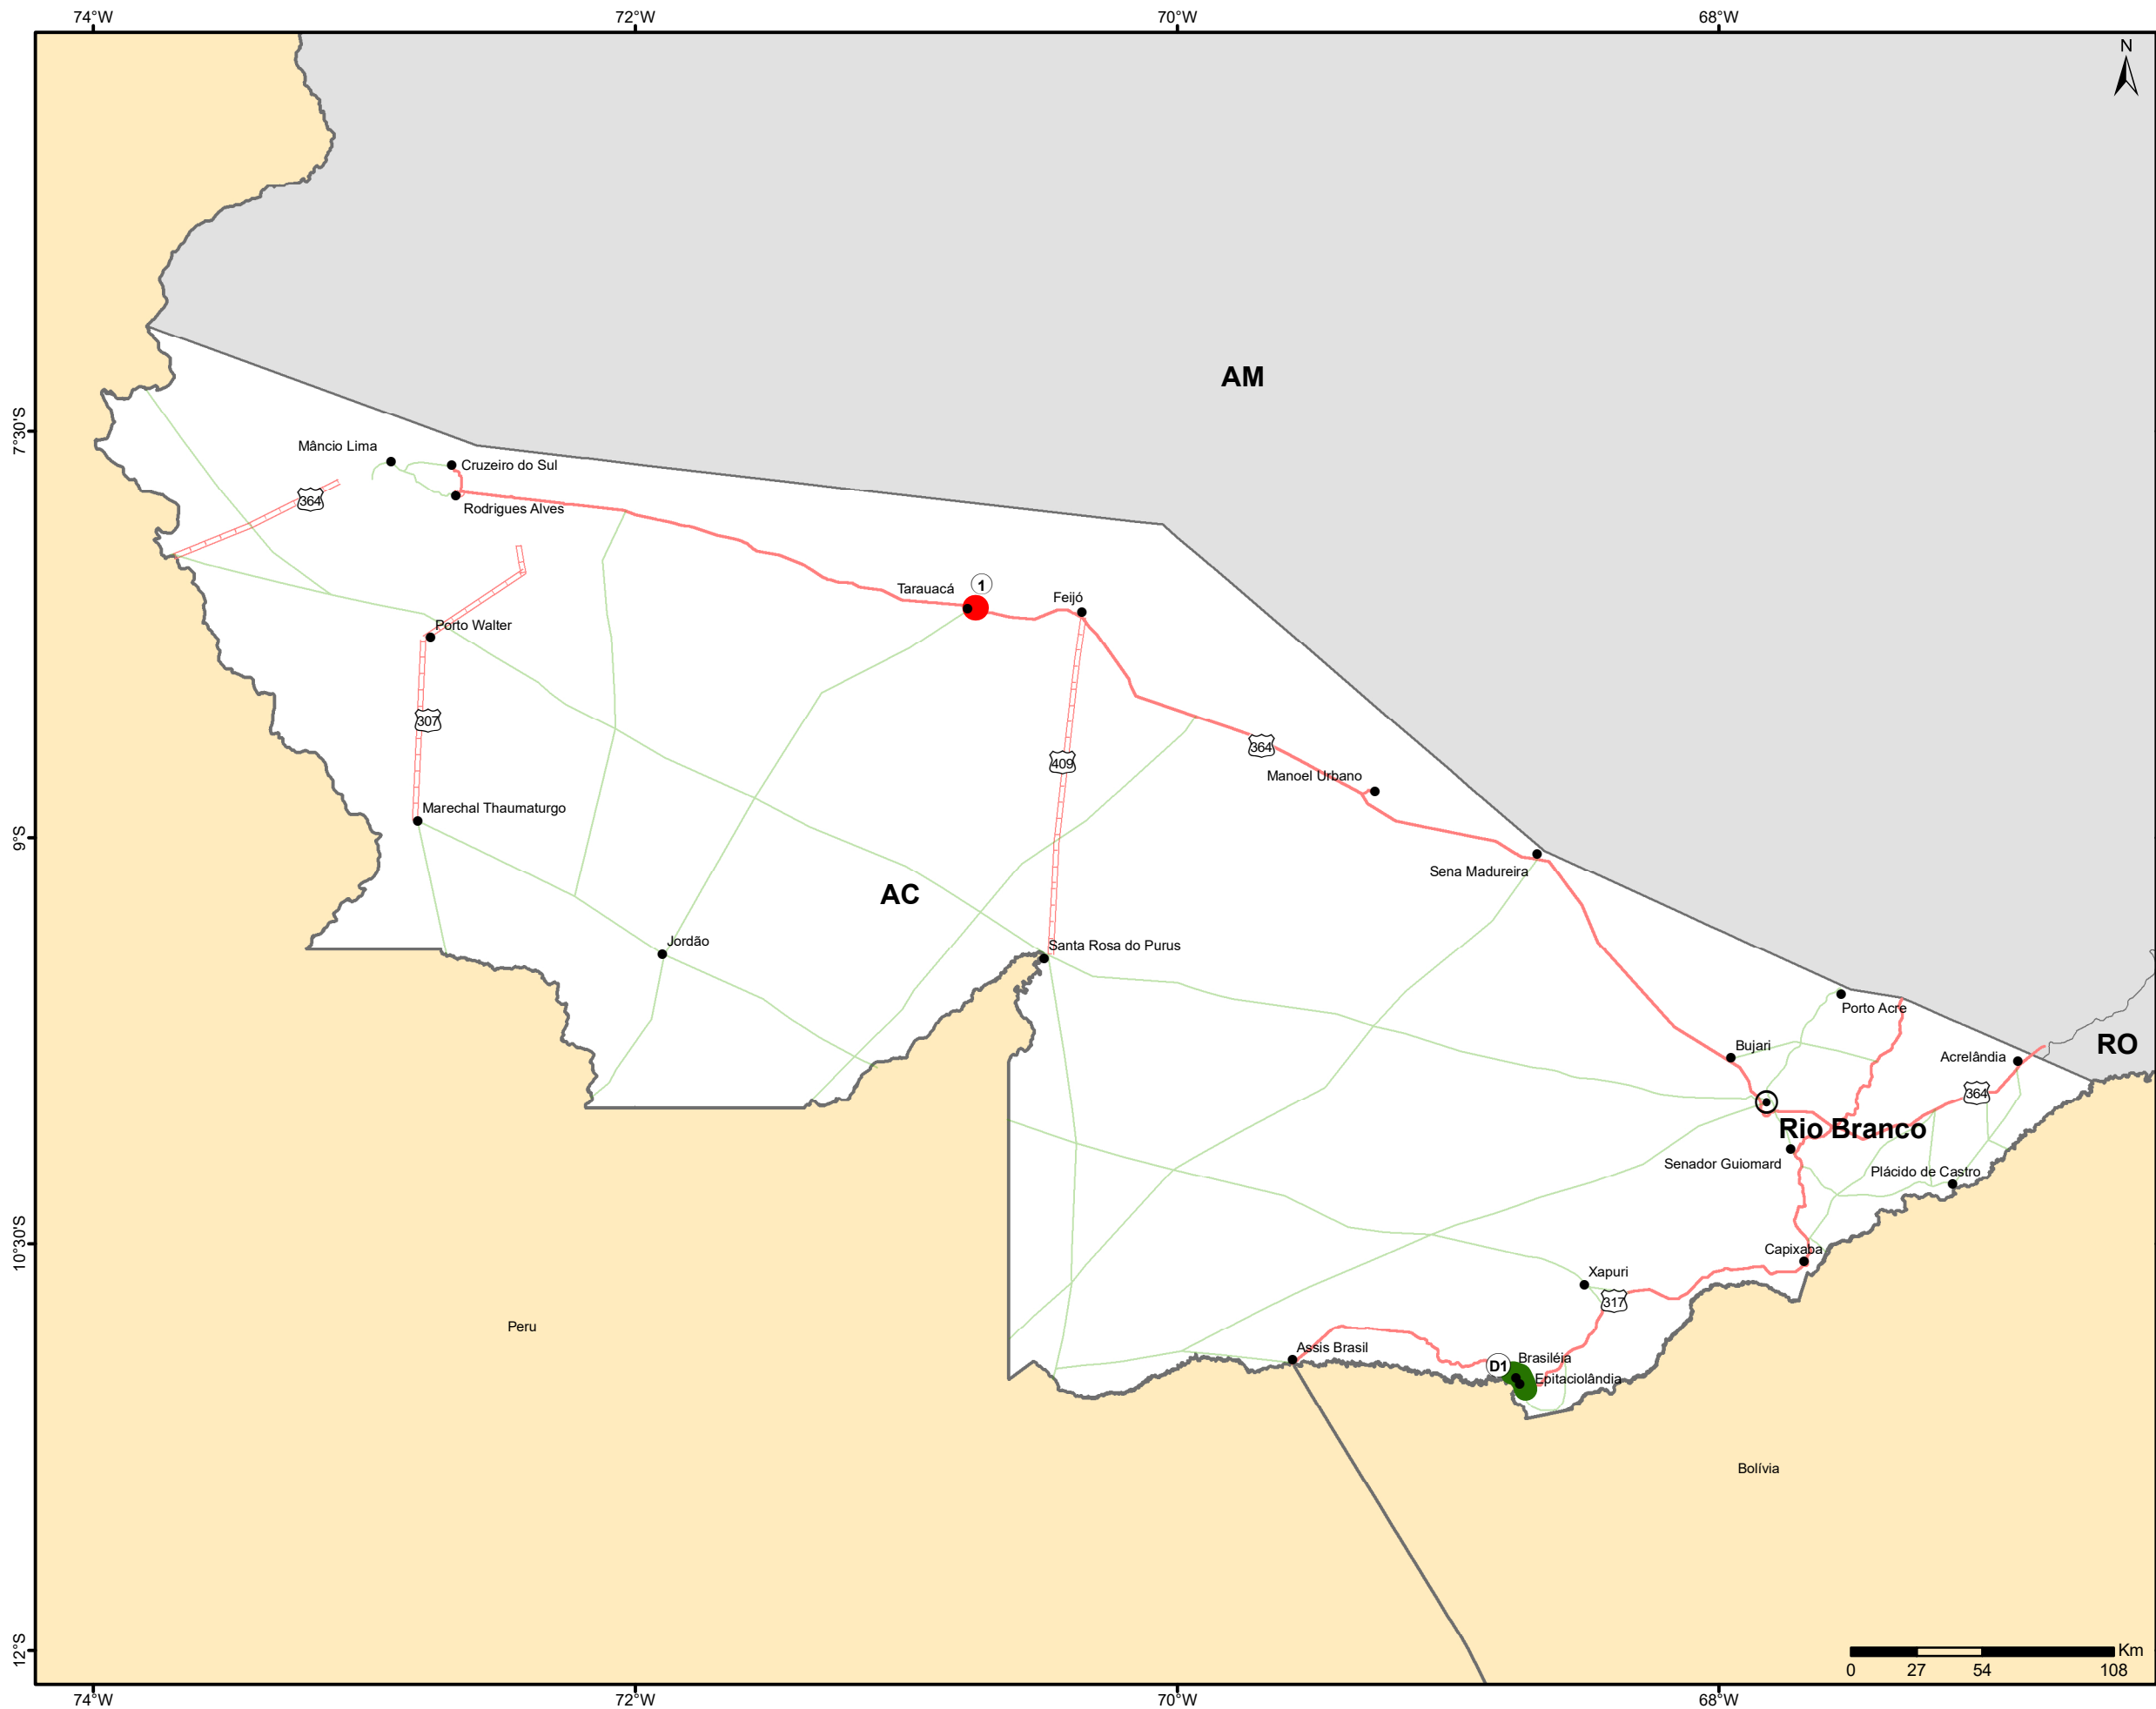 74°W
72°W
70°W
68°W
N
AM
7°30'S
Mâncio Lima
Cruzeiro do Sul
364
Rodrigues Alves
Tarauacá
1
Feijó
Porto Walter
307
364
409
Manoel Urbano
Marechal Thaumaturgo
9°S
Sena Madureira
AC
Jordão
Santa Rosa do Purus
Porto Acre
RO
Bujari
Acrelândia
364
Rio Branco
Senador Guiomard
Plácido de Castro
10°30'S
Capixaba
Xapuri
317
Peru
Assis Brasil
D1
Brasiléia
Epitaciolândia
Bolívia
12°S
Km
0
27
54
108
74°W
72°W
70°W
68°W